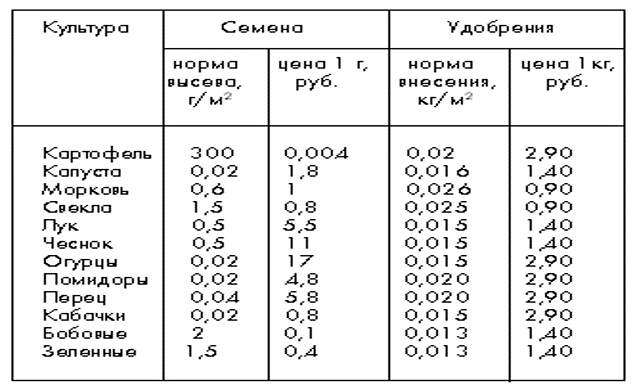 Культура Семена Удобрения
норма высева, г/м² цена 1 г, руб. норма внесения, кг/м² цена 1 кг, руб.
Картофель 300 0,004 0,02 2,90
Капуста 0,02 1,8 0,016 1,40
Морковь 0,6 1 0,026 0,90
Свекла 1,5 0,8 0,025 0,90
Лук 0,5 5,5 0,015 1,40
Чеснок 0,5 11 0,015 1,40
Огурцы 0,02 17 0,015 2,90
Помидоры 0,02 4,8 0,020 2,90
Перец 0,04 5,8 0,020 2,90
Кабачки 0,02 0,8 0,015 2,90
Бобовые 2 0,1 0,013 1,40
Зеленные 1,5 0,4 0,013 1,40